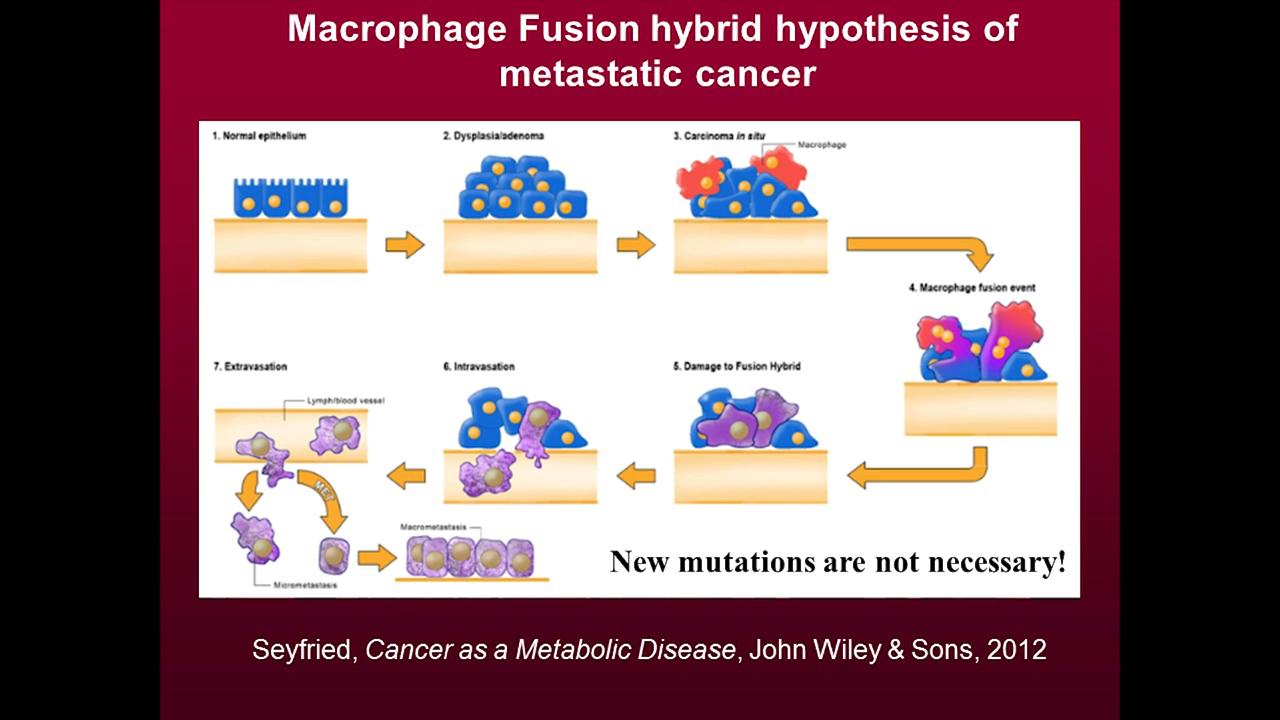 Macrophage Fusion hybrid hypothesis of
metastatic cancer
1. Normal epithelium
2. Dysplasia/adenoma
3. Carcinoma in situ
Macrophage
4. Macrophage fusion event
5. Damage to Fusion Hybrid
6. Intravasation
7. Extravasation
Lymph/blood vessel
MET
Micrometastasis
Macrometastasis
New mutations are not necessary!
Seyfried, Cancer as a Metabolic Disease, John Wiley & Sons, 2012